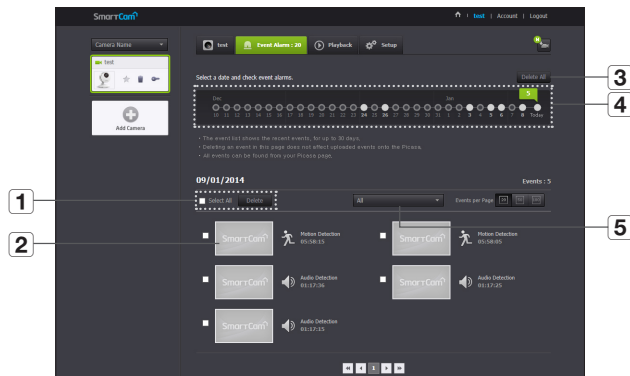 SmartCam
test | Account | Logout
Camera Name
test
Event Alarm : 20
Playback
Setup
test
Select a date and check event alarms.
Delete All
3
5
4
Dec
Jan
10 11 12 13 14 15 16 17 18 19 20 21 22 23 24 25 26 27 28 29 30 31 1 2 3 4 5 6 7 8 Today
Add Camera
• The event list shows the recent events, for up to 30 days.
• Deleting an event in this page does not effect uploaded events onto the Picasa.
• All events can be found from your Picasa page.
09/01/2014
Events : 5
1
Select All
Delete
All
Events per Page
5
2
SmartCam
Motion Detection
05:58:15
SmartCam
Motion Detection
05:58:05
SmartCam
Audio Detection
01:17:36
SmartCam
Audio Detection
01:17:25
SmartCam
Audio Detection
01:17:15
1